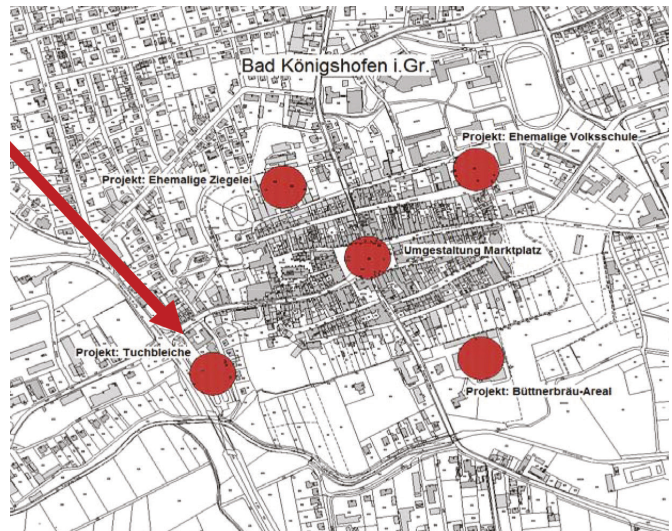 Bad Königshofen i.Gr.
Projekt: Ehemalige Volksschule
Projekt: Ehemalige Ziegelei
Umgestaltung Marktplatz
Projekt: Tuchbleiche
Projekt: Büttnerbräu-Areal